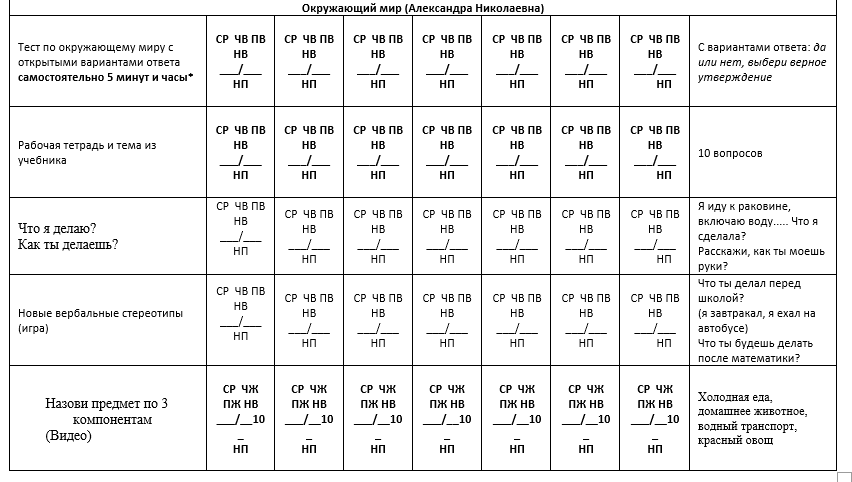 Окружающий мир (Александра Николаевна)
Тест по окружающему миру с
открытыми вариантами ответа
самостоятельно 5 минут и часы*
СР ЧВ ПВ
НВ
___/___
НП
СР ЧВ ПВ
НВ
___/___
НП
СР ЧВ ПВ
НВ
___/___
НП
СР ЧВ ПВ
НВ
___/___
НП
СР ЧВ ПВ
НВ
___/___
НП
СР ЧВ ПВ
НВ
___/___
НП
СР ЧВ ПВ
НВ
___/___
НП
С вариантами ответа: да
или нет, выбери верное
утверждение
Рабочая тетрадь и тема из
учебника
СР ЧВ ПВ
НВ
___/___
НП
СР ЧВ ПВ
НВ
___/___
НП
СР ЧВ ПВ
НВ
___/___
НП
СР ЧВ ПВ
НВ
___/___
НП
СР ЧВ ПВ
НВ
___/___
НП
СР ЧВ ПВ
НВ
___/___
НП
СР ЧВ ПВ
НВ
___/___
НП
10 вопросов
Что я делаю?
Как ты делаешь?
СР ЧВ ПВ
НВ
___/___
НП
СР ЧВ ПВ
НВ
___/___
НП
СР ЧВ ПВ
НВ
___/___
НП
СР ЧВ ПВ
НВ
___/___
НП
СР ЧВ ПВ
НВ
___/___
НП
СР ЧВ ПВ
НВ
___/___
НП
СР ЧВ ПВ
НВ
___/___
НП
Я иду к раковине,
включаю воду..... Что я
сделала?
Расскажи, как ты моешь
руки?
Новые вербальные стереотипы
(игра)
СР ЧВ ПВ
НВ
___/___
НП
СР ЧВ ПВ
НВ
___/___
НП
СР ЧВ ПВ
НВ
___/___
НП
СР ЧВ ПВ
НВ
___/___
НП
СР ЧВ ПВ
НВ
___/___
НП
СР ЧВ ПВ
НВ
___/___
НП
СР ЧВ ПВ
НВ
___/___
НП
Что ты делал перед
школой?
(я завтракал, я ехал на
автобусе)
Что ты будешь делать
после математики?
Назови предмет по 3
компонентам
(Видео)
СР ЧЖ
ПЖ НВ
___/__10
_
НП
СР ЧЖ
ПЖ НВ
___/__10
_
НП
СР ЧЖ
ПЖ НВ
___/__10
_
НП
СР ЧЖ
ПЖ НВ
___/__10
_
НП
СР ЧЖ
ПЖ НВ
___/__10
_
НП
СР ЧЖ
ПЖ НВ
___/__10
_
НП
СР ЧЖ
ПЖ НВ
___/__10
_
НП
Холодная еда,
домашнее животное,
водный транспорт,
красный овощ